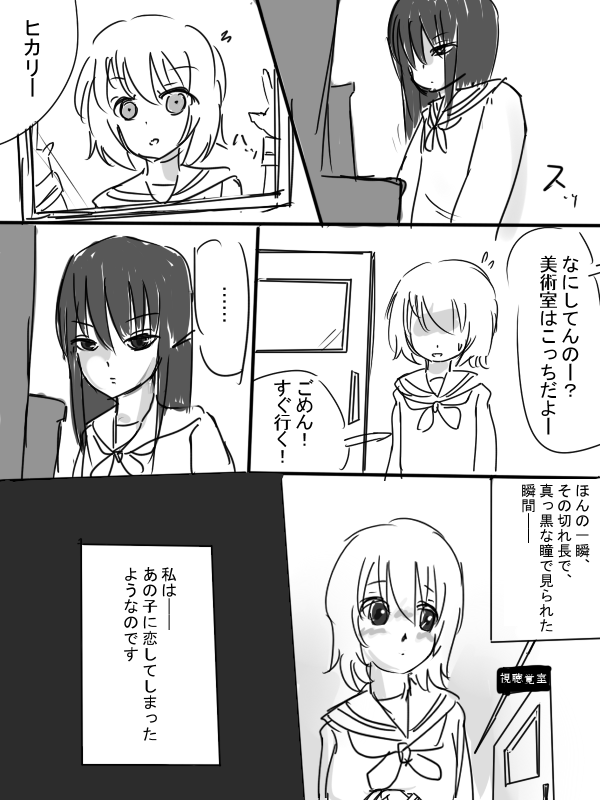 ス…ッ
ヒカリー
なにしてんのー？
美術室はこっちだよー
ごめん！
すぐ行く！
……
ほんの一瞬、
その切れ長で、
真っ黒な瞳で見られた
瞬間――
視聴覚室
私は――
あの子に恋してしまった
ようなのです